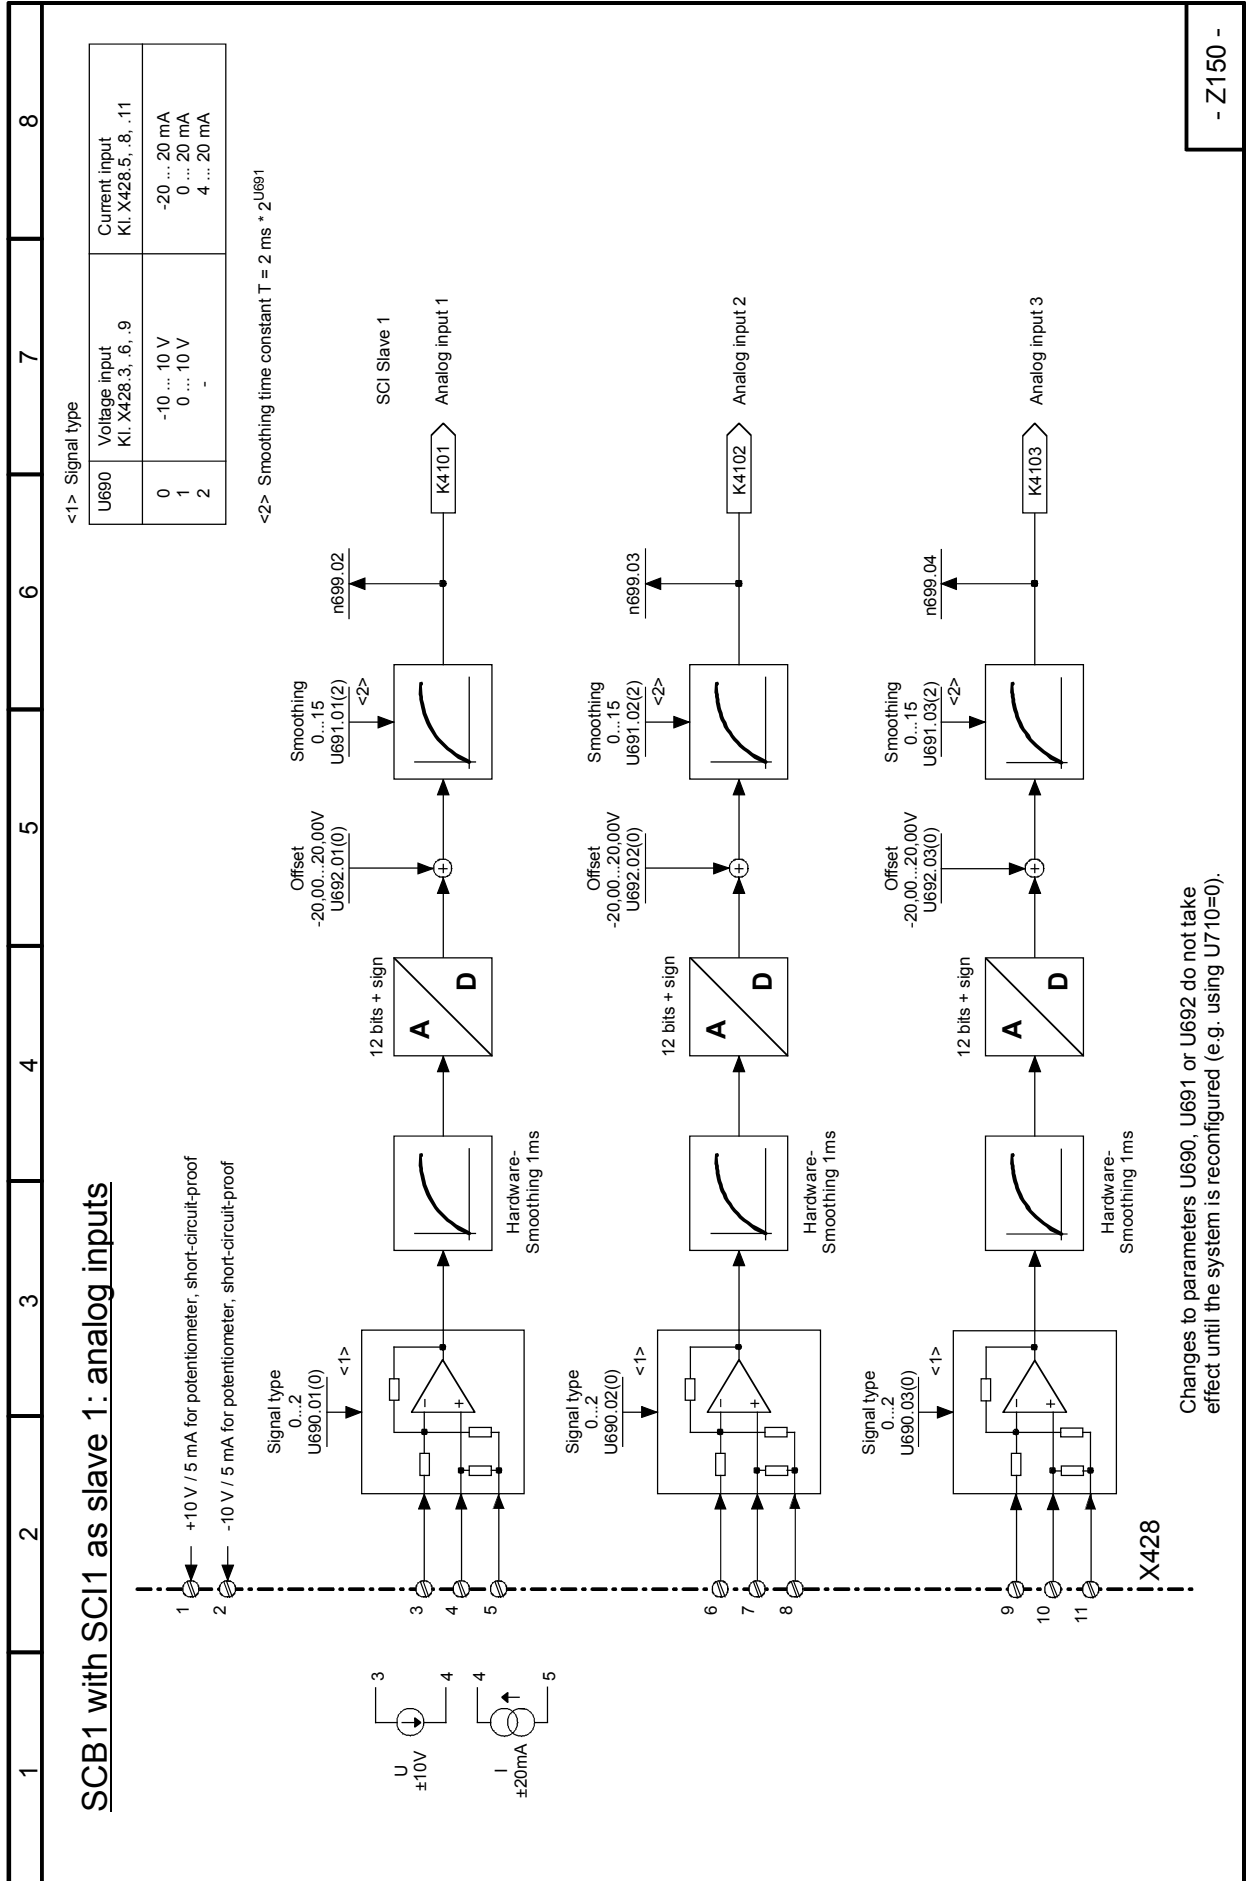 1 2 3 4 5 6 7 8
SCB1 with SCI1 as slave 1: analog inputs
<1> Signal type
U690 Voltage input Current input
Kl. X428.3, .6, .9 Kl. X428.5, .8, .11
0 -10 ... 10 V -20 ... 20 mA
1 0 ... 10 V 0 ... 20 mA
2 - 4 ... 20 mA
<2> Smoothing time constant T = 2 ms * 2^U691
1 +10 V / 5 mA for potentiometer, short-circuit-proof
2 -10 V / 5 mA for potentiometer, short-circuit-proof
SCI Slave 1
U
±10V
3
4
I
±20mA
4
5
3
4
5
Signal type
0...2
U690.01(0)
<1>
- +
Hardware-
Smoothing 1ms
12 bits + sign
A
D
Offset
-20,00...20,00V
U692.01(0)
+
Smoothing
0...15
U691.01(2)
<2>
n699.02
K4101
Analog input 1
6
7
8
Signal type
0...2
U690.02(0)
<1>
- +
Hardware-
Smoothing 1ms
12 bits + sign
A
D
Offset
-20,00...20,00V
U692.02(0)
+
Smoothing
0...15
U691.02(2)
<2>
n699.03
K4102
Analog input 2
9
10
11
Signal type
0...2
U690.03(0)
<1>
- +
Hardware-
Smoothing 1ms
12 bits + sign
A
D
Offset
-20,00...20,00V
U692.03(0)
+
Smoothing
0...15
U691.03(2)
<2>
n699.04
K4103
Analog input 3
X428
Changes to parameters U690, U691 or U692 do not take
effect until the system is reconfigured (e.g. using U710=0).
- Z150 -